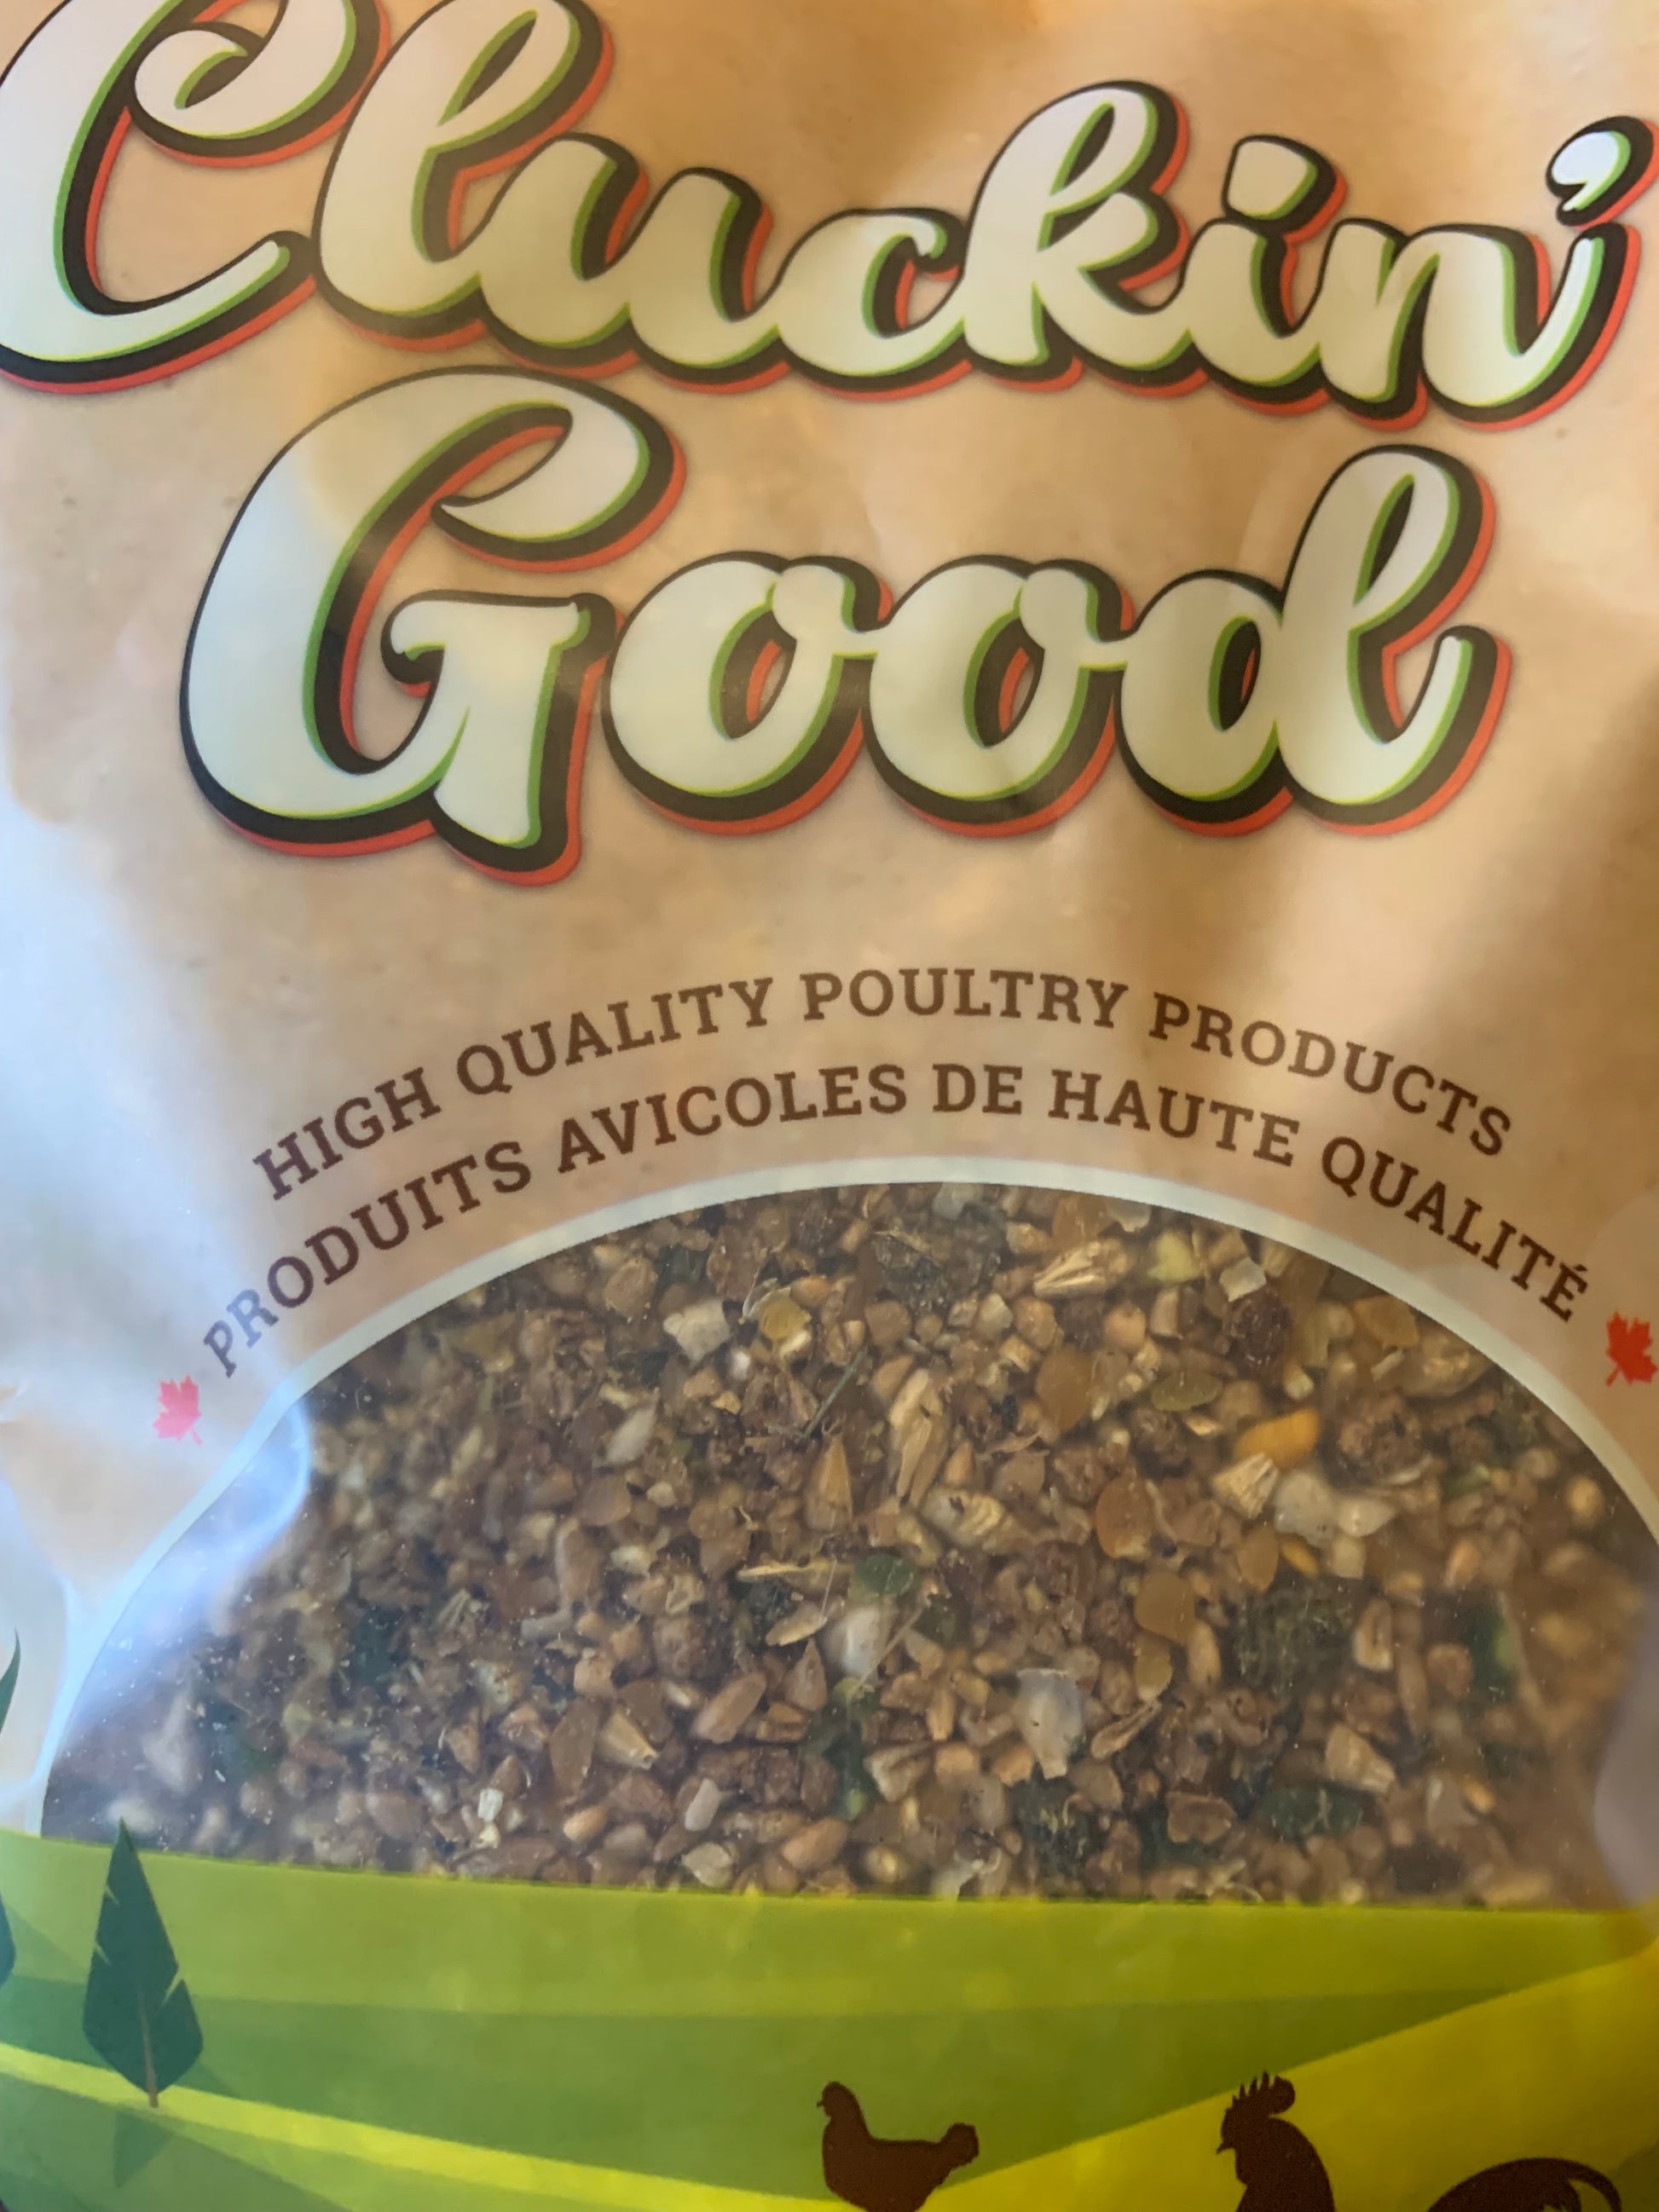 Cluckin'
Good
HIGH QUALITY POULTRY PRODUCTS
PRODUITS AVICOLES DE HAUTE QUALITÉ